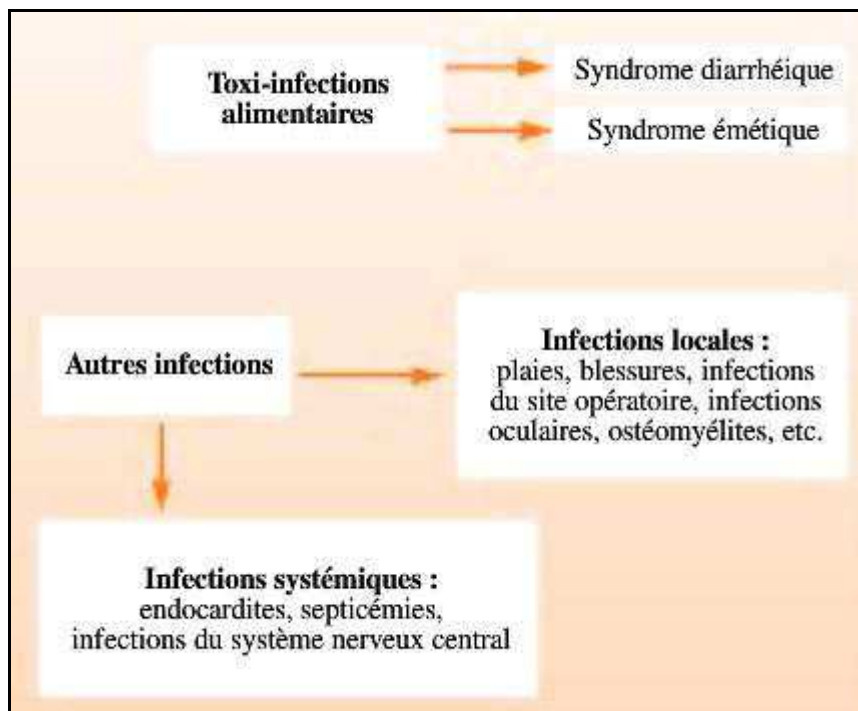 Toxi-infections
alimentaires
Syndrome diarrhéique
Syndrome émétique
Autres infections
Infections locales :
plaies, blessures, infections
du site opératoire, infections
oculaires, ostéomyélites, etc.
Infections systémiques :
endocardites, septicémies,
infections du système nerveux central